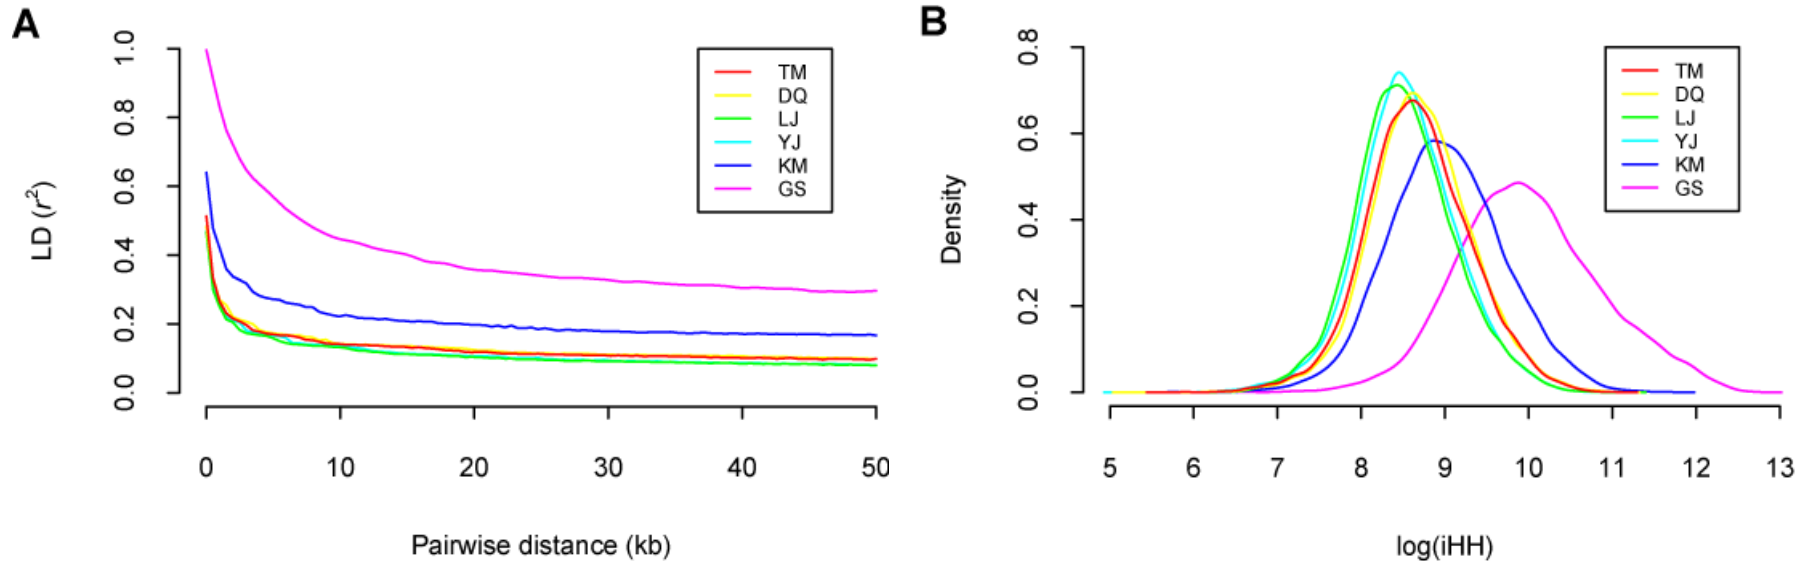 A
LD (r²)
1.0
0.8
0.6
0.4
0.2
0.0
TM
DQ
LJ
YJ
KM
GS
0 10 20 30 40 50
Pairwise distance (kb)
B
Density
0.8
0.6
0.4
0.2
0.0
TM
DQ
LJ
YJ
KM
GS
5 6 7 8 9 10 11 12 13
log(iHH)